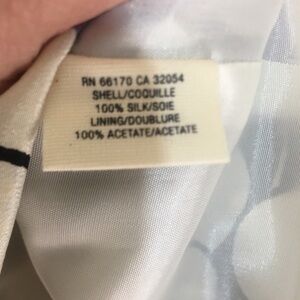 RN 66170 CA 32054
SHELL/COQUILLE
100% SILK/SOIE
LINING/DOUBLURE
100% ACETATE/ACETATE